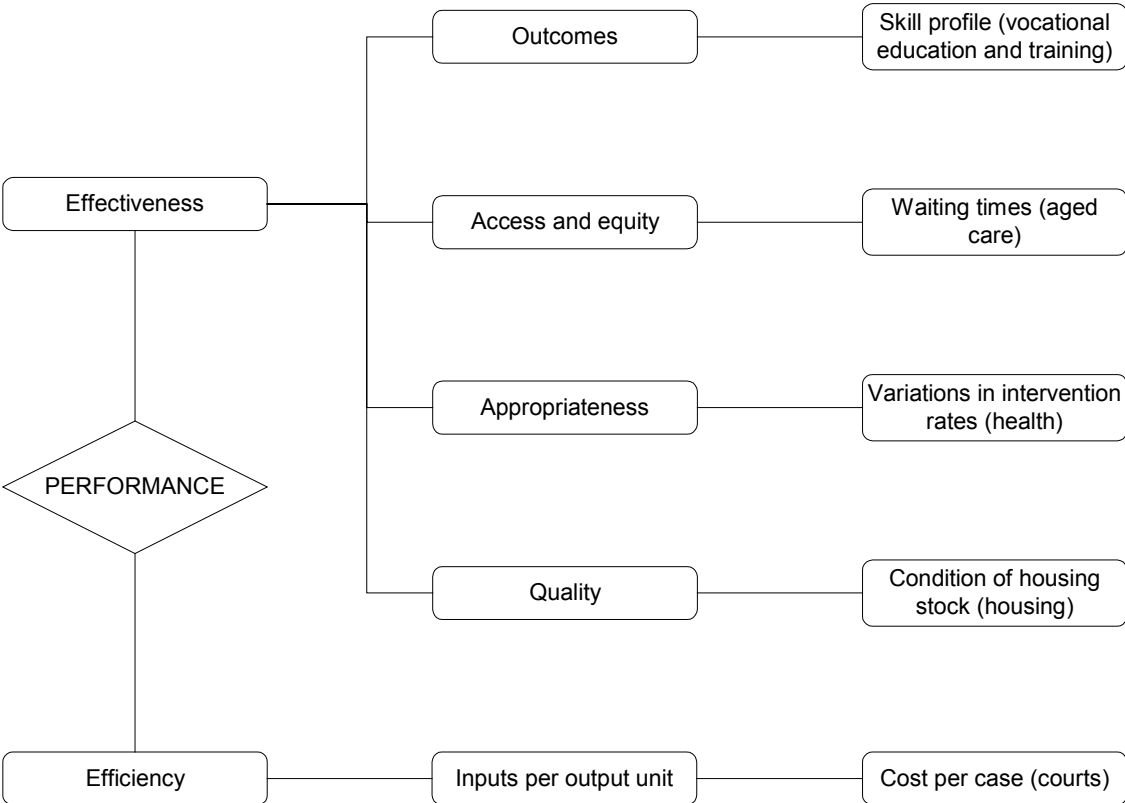 Outcomes
Skill profile (vocational
education and training)
Effectiveness
Access and equity
Waiting times (aged
care)
Appropriateness
Variations in intervention
rates (health)
PERFORMANCE
Quality
Condition of housing
stock (housing)
Efficiency
Inputs per output unit
Cost per case (courts)